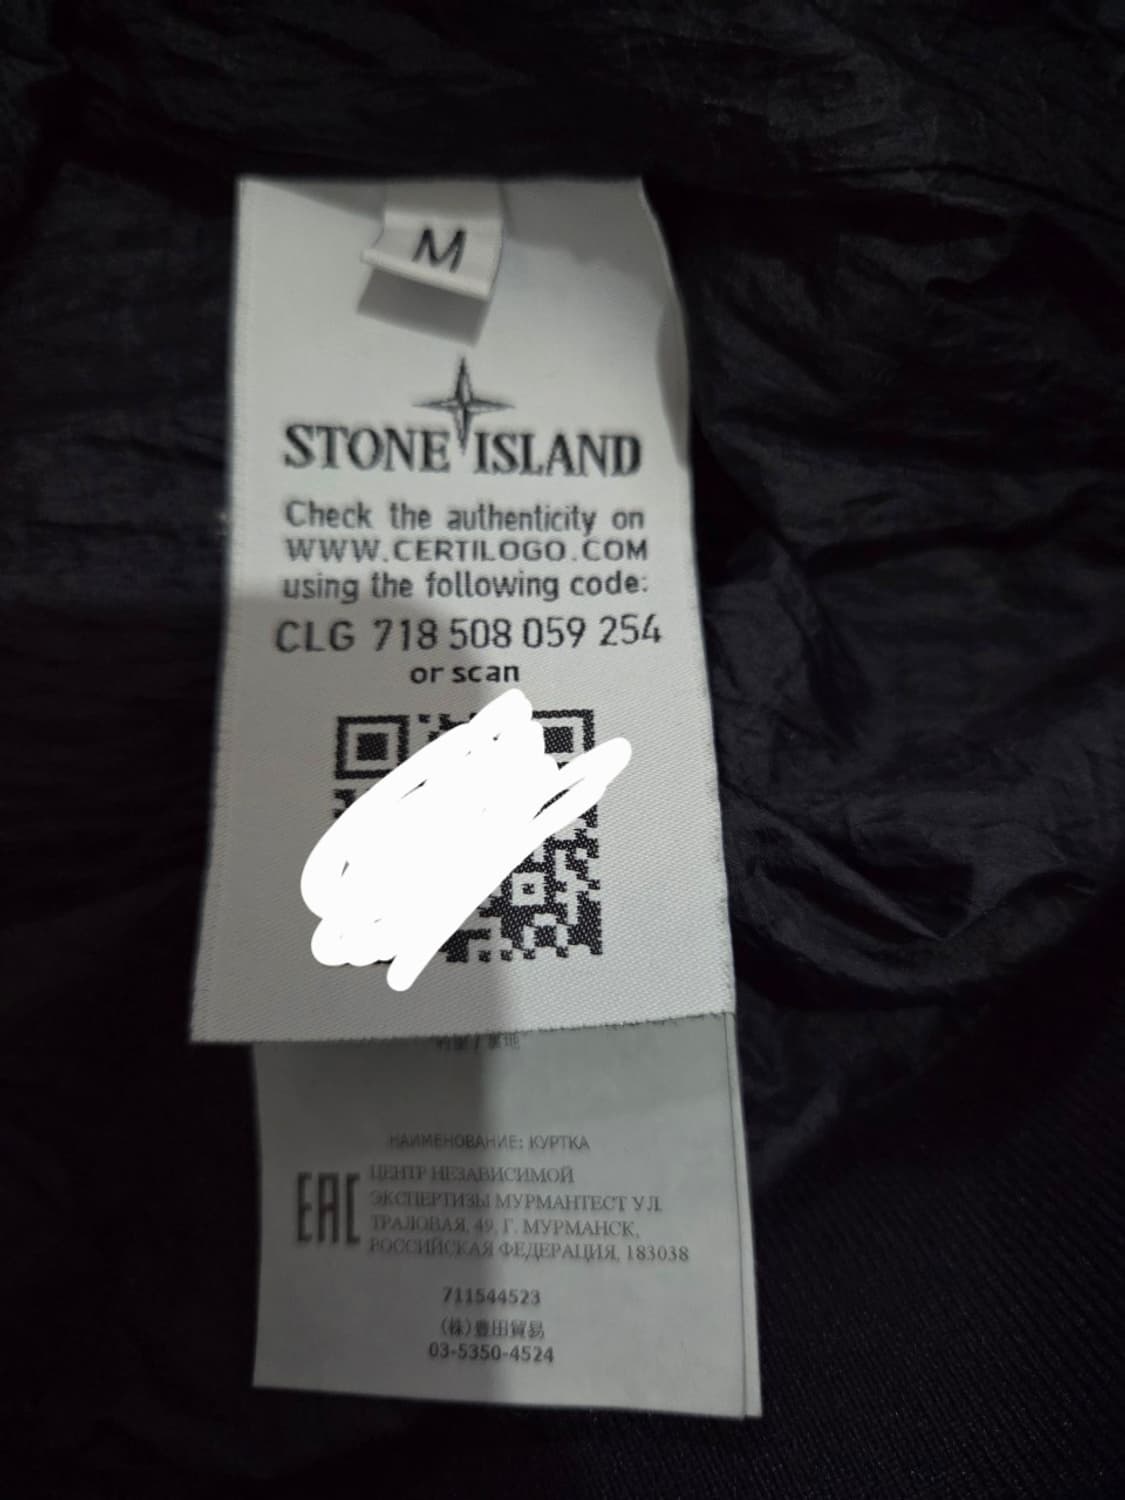 M
STONE ISLAND
Check the authenticity on
WWW.CERTILOGO.COM
using the following code:
CLG 718 508 059 254
or scan
НАИМЕНОВАНИЕ: КУРТКА
EAC
ЦЕНТР НЕЗАВИСИМОЙ
ЭКСПЕРТИЗЫ МУРМАНТЕСТ УЛ.
ТРАЛОВАЯ, 49, Г. МУРМАНСК,
РОССИЙСКАЯ ФЕДЕРАЦИЯ, 183038
711544523
(株)豊田貿易
03-5350-4524